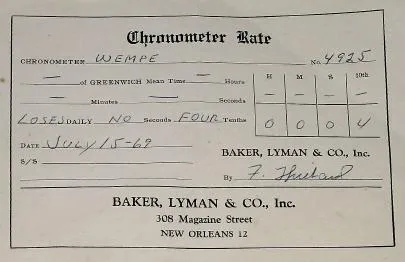 Chronometer Rate
CHRONOMETER WEMPE No. 4925
— of GREENWICH Mean Time — Hours H M S 10th
— Minutes — Seconds — — — —
LOSES DAILY NO Seconds FOUR Tenths 0 0 0 4
DATE JULY 15-69
S/S BAKER, LYMAN & CO., Inc.
By F.
BAKER, LYMAN & CO., Inc.
308 Magazine Street
NEW ORLEANS 12